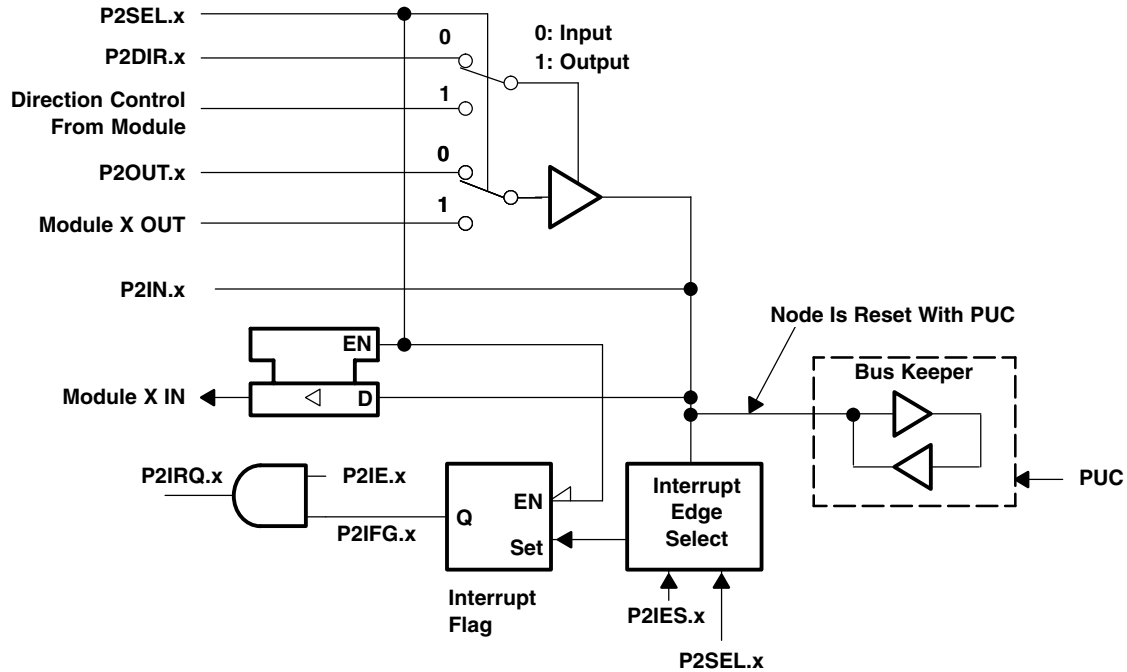 P2SEL.x
0: Input
1: Output
0
P2DIR.x
1
Direction Control
From Module
0
P2OUT.x
1
Module X OUT
P2IN.x
Node Is Reset With PUC
EN
Bus Keeper
Module X IN
D
P2IRQ.x
P2IE.x
PUC
Interrupt
Edge
Select
EN
Q
Set
P2IFG.x
Interrupt
Flag
P2IES.x
P2SEL.x